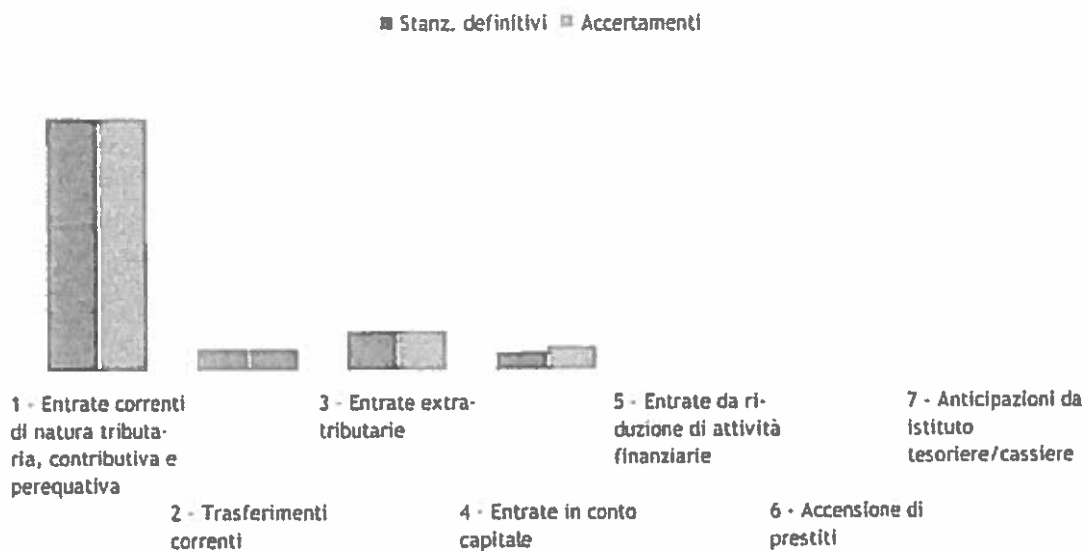 Stanz. definitivi Accertamenti
1 - Entrate correnti
di natura tributa-
ria, contributiva e
perequativa
2 - Trasferimenti
correnti
3 - Entrate extra-
tributarie
4 - Entrate in conto
capitale
5 - Entrate da ri-
duzione di attività
finanziarie
6 - Accensione di
prestiti
7 - Anticipazioni da
istituto
tesoriere/cassiere